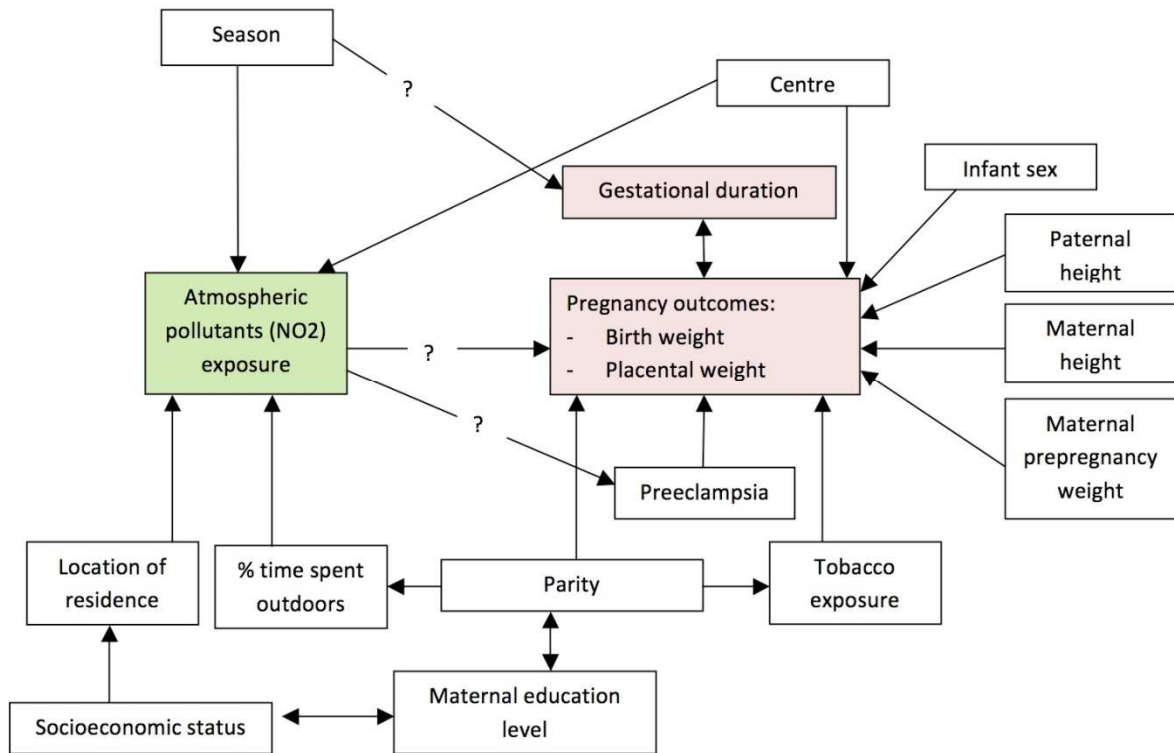 Season
?
Centre
Infant sex
Gestational duration
Paternal
height
Atmospheric
pollutants (NO2)
exposure
?
Pregnancy outcomes:
- Birth weight
- Placental weight
Maternal
height
?
Maternal
prepregnancy
weight
Preeclampsia
Location of
residence
% time spent
outdoors
Parity
Tobacco
exposure
Socioeconomic status
Maternal education
level